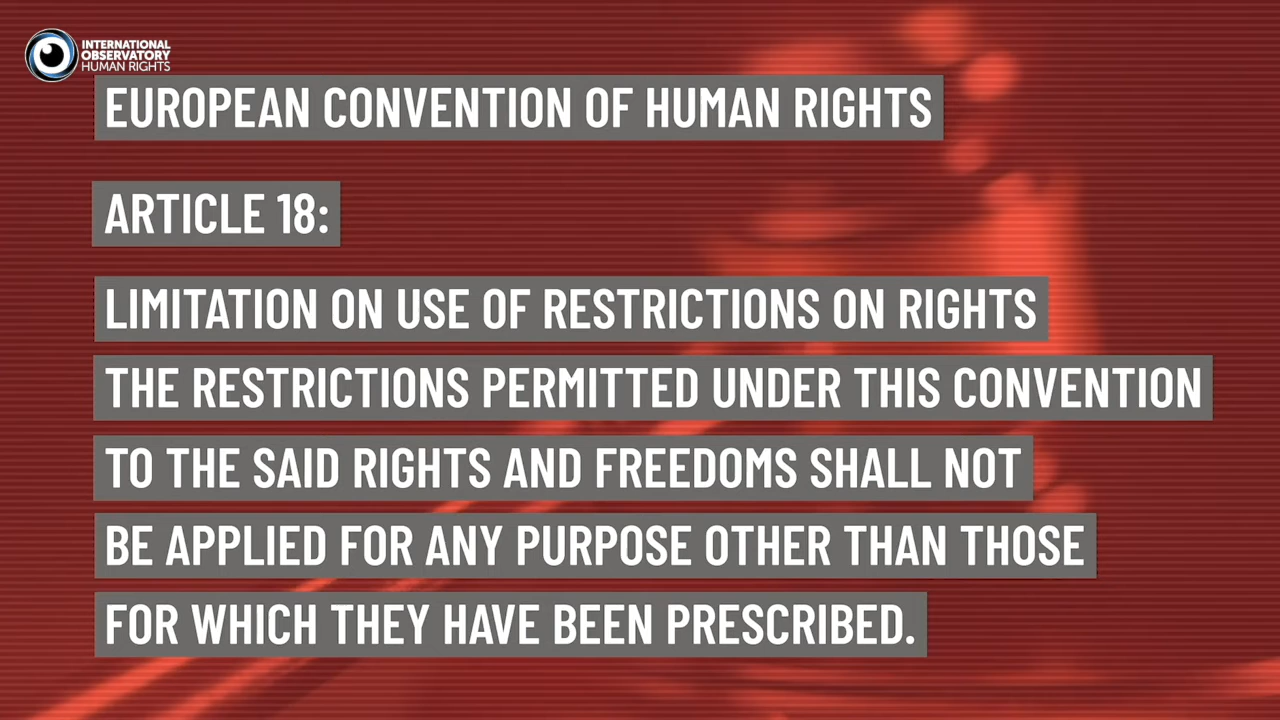 INTERNATIONAL
OBSERVATORY
HUMAN RIGHTS
EUROPEAN CONVENTION OF HUMAN RIGHTS
ARTICLE 18:
LIMITATION ON USE OF RESTRICTIONS ON RIGHTS
THE RESTRICTIONS PERMITTED UNDER THIS CONVENTION
TO THE SAID RIGHTS AND FREEDOMS SHALL NOT
BE APPLIED FOR ANY PURPOSE OTHER THAN THOSE
FOR WHICH THEY HAVE BEEN PRESCRIBED.